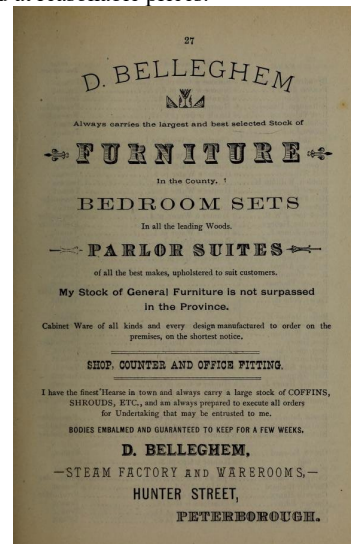 at reasonable prices.
27
D. BELLEGHEM
Always carries the largest and best selected Stock of
FURNITURE
In the County.
BEDROOM SETS
In all the leading Woods.
PARLOR SUITES
of all the best makes, upholstered to suit customers.
My Stock of General Furniture is not surpassed
in the Province.
Cabinet Ware of all kinds and every design manufactured to order on the
premises, on the shortest notice.
SHOP, COUNTER AND OFFICE FITTING.
I have the finest Hearse in town and always carry a large stock of COFFINS,
SHROUDS, ETC., and am always prepared to execute all orders
for Undertaking that may be entrusted to me.
BODIES EMBALMED AND GUARANTEED TO KEEP FOR A FEW WEEKS.
D. BELLEGHEM,
—STEAM FACTORY AND WAREROOMS,—
HUNTER STREET,
PETERBOROUGH.